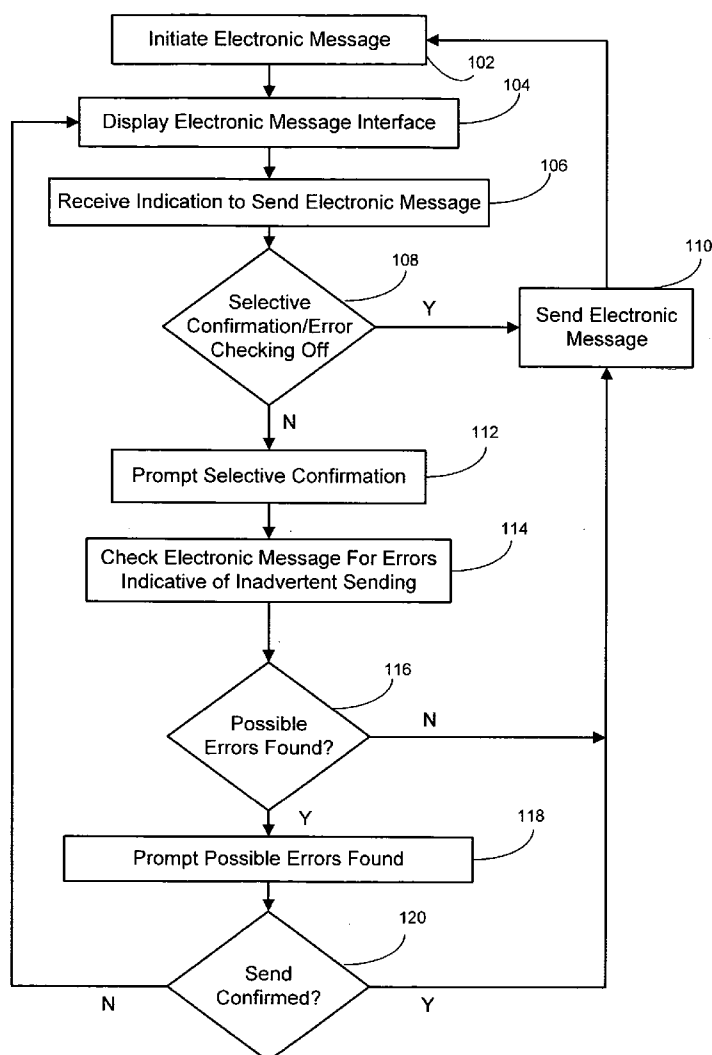 Initiate Electronic Message
102
104
Display Electronic Message Interface
106
Receive Indication to Send Electronic Message
108
110
Selective
Confirmation/Error
Checking Off
Y
Send Electronic
Message
N
112
Prompt Selective Confirmation
114
Check Electronic Message For Errors
Indicative of Inadvertent Sending
116
Possible
Errors Found?
N
Y
118
Prompt Possible Errors Found
120
Send
Confirmed?
N
Y